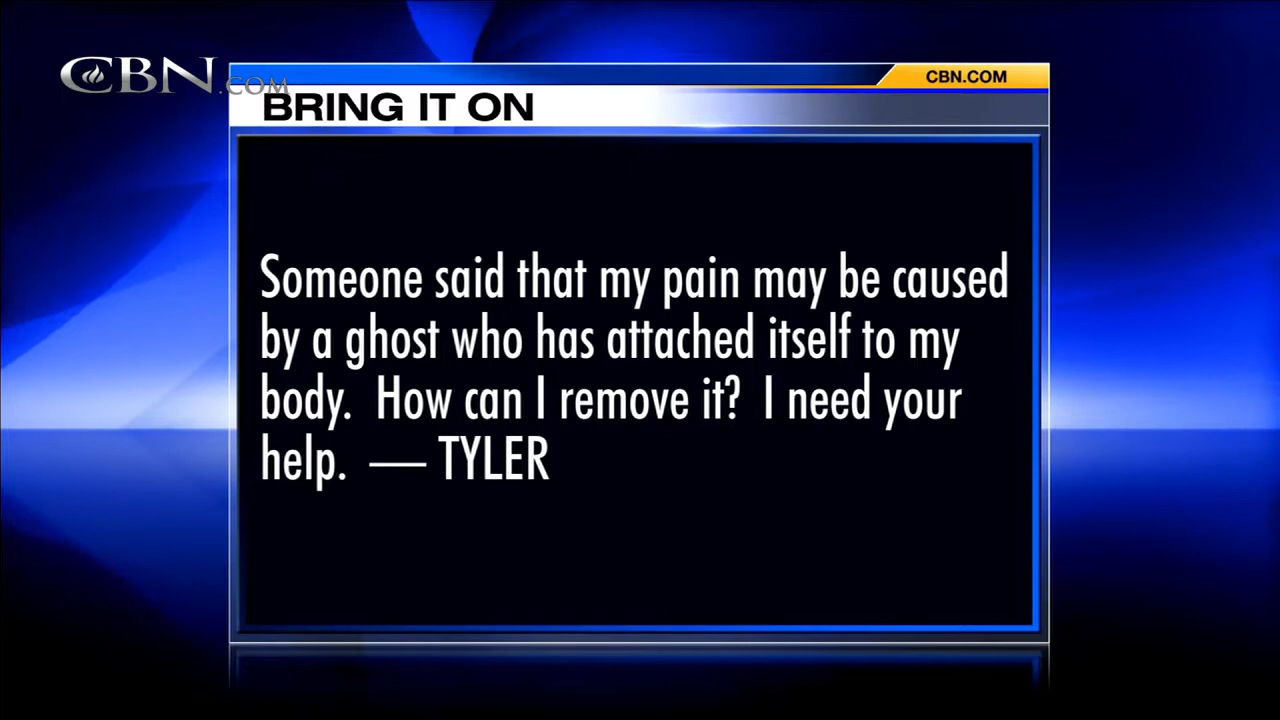 CBN.COM
CBN.COM
BRING IT ON
Someone said that my pain may be caused
by a ghost who has attached itself to my
body.  How can I remove it?  I need your
help.  — TYLER